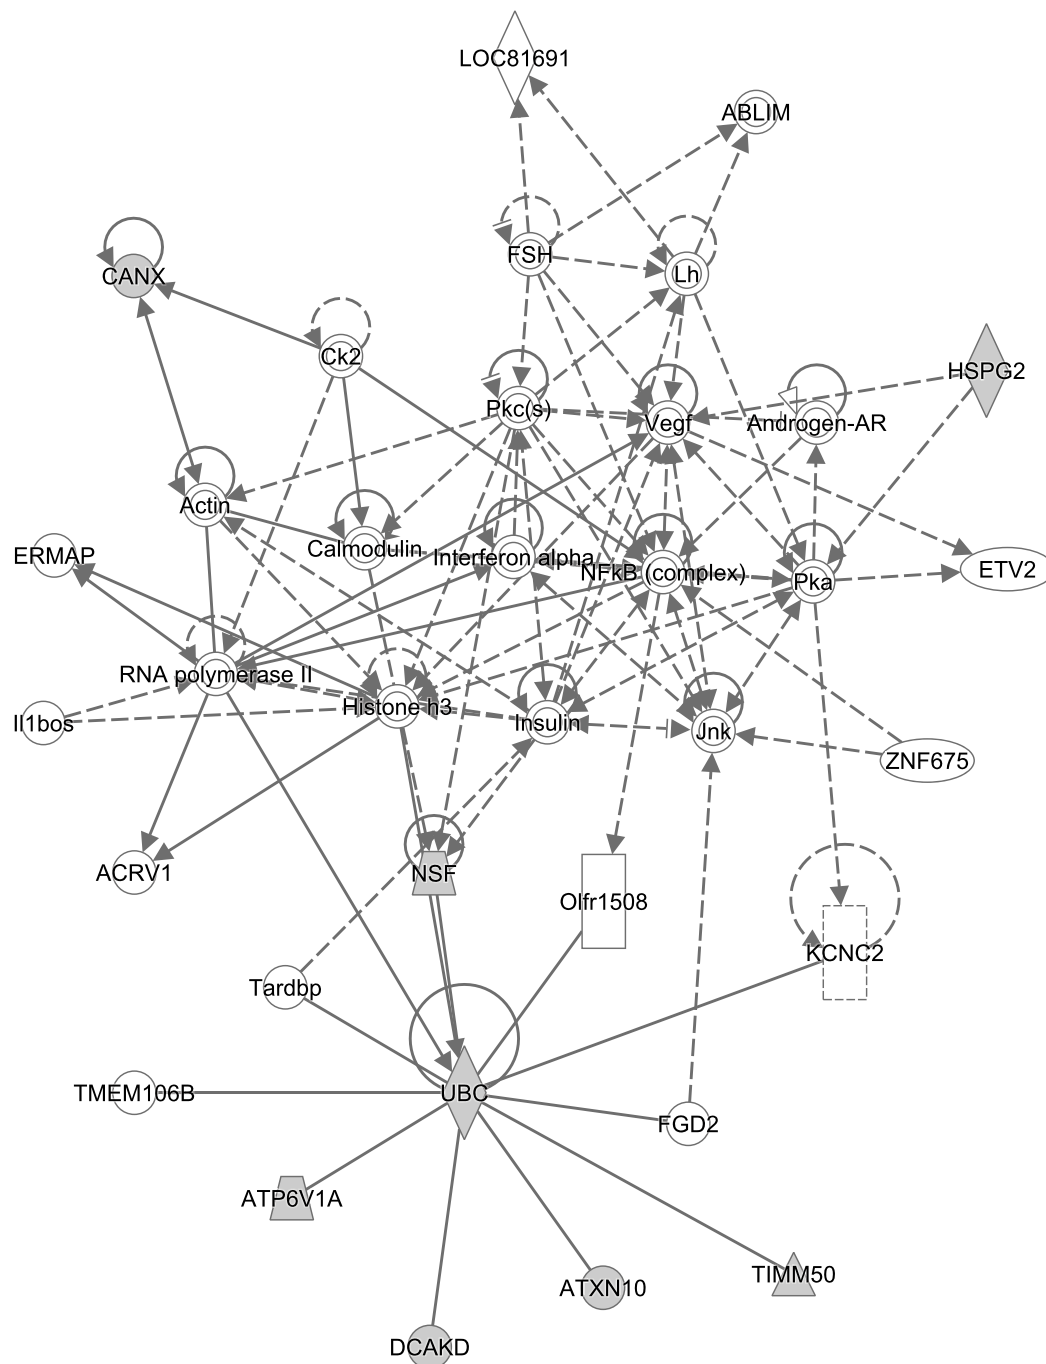 LOC81691
ABLIM
FSH
Lh
CANX
Ck2
HSPG2
Pkc(s)
Vegf
Androgen-AR
Actin
Calmodulin
Interferon alpha
NFkB (complex)
Pka
ETV2
ERMAP
RNA polymerase II
Histone h3
Insulin
Jnk
Il1bos
ZNF675
ACRV1
NSF
Olfr1508
KCNC2
Tardbp
TMEM106B
UBC
FGD2
ATP6V1A
ATXN10
TIMM50
DCAKD